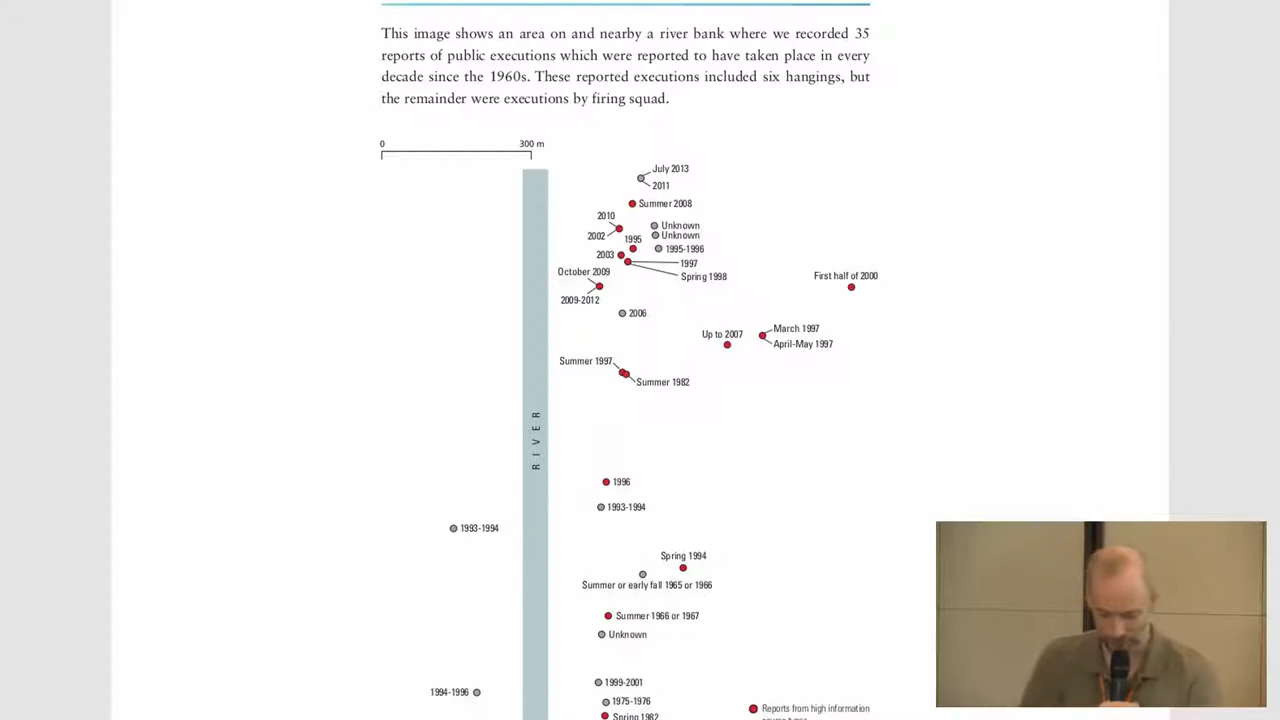 This image shows an area on and nearby a river bank where we recorded 35
reports of public executions which were reported to have taken place in every
decade since the 1960s. These reported executions included six hangings, but
the remainder were executions by firing squad.
0 300 m
July 2013
2011
Summer 2008
2010
Unknown
2002
Unknown
1995
1995-1996
2003
1997
October 2009
Spring 1998
First half of 2000
2009-2012
2006
March 1997
Up to 2007
April-May 1997
Summer 1997
Summer 1982
RIVER
1996
1993-1994
1993-1994
Spring 1994
Summer or early fall 1965 or 1966
Summer 1966 or 1967
Unknown
1999-2001
1994-1996
1975-1976
Reports from high information
Spring 1982